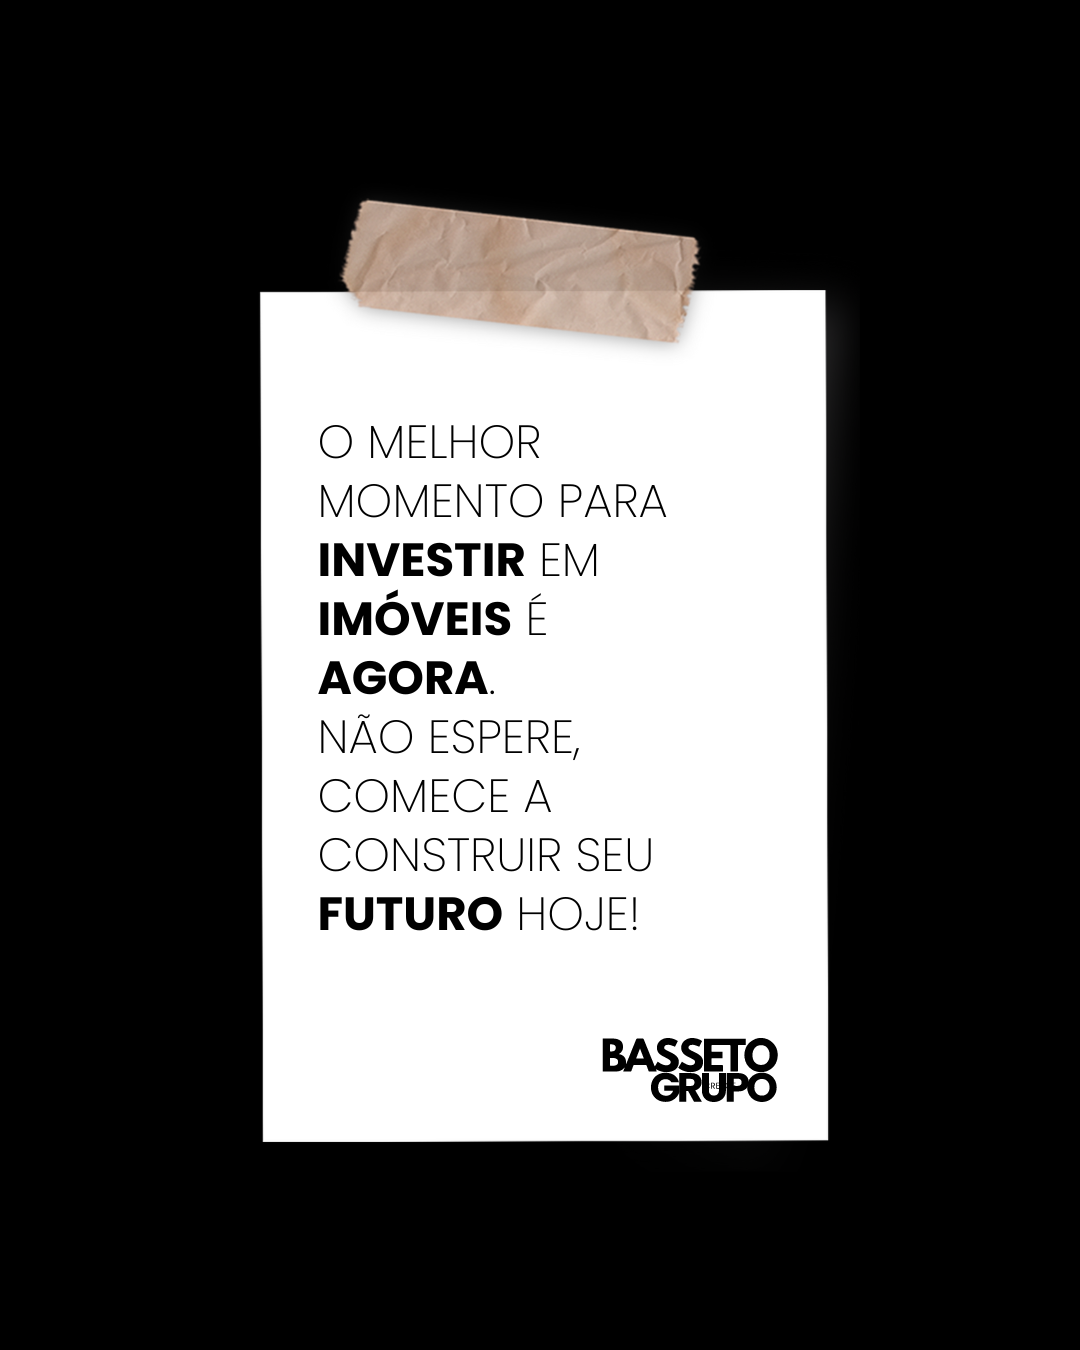 O MELHOR
MOMENTO PARA
INVESTIR EM
IMÓVEIS É
AGORA.
NÃO ESPERE,
COMECE A
CONSTRUIR SEU
FUTURO HOJE!
BASSETO
GRUPO